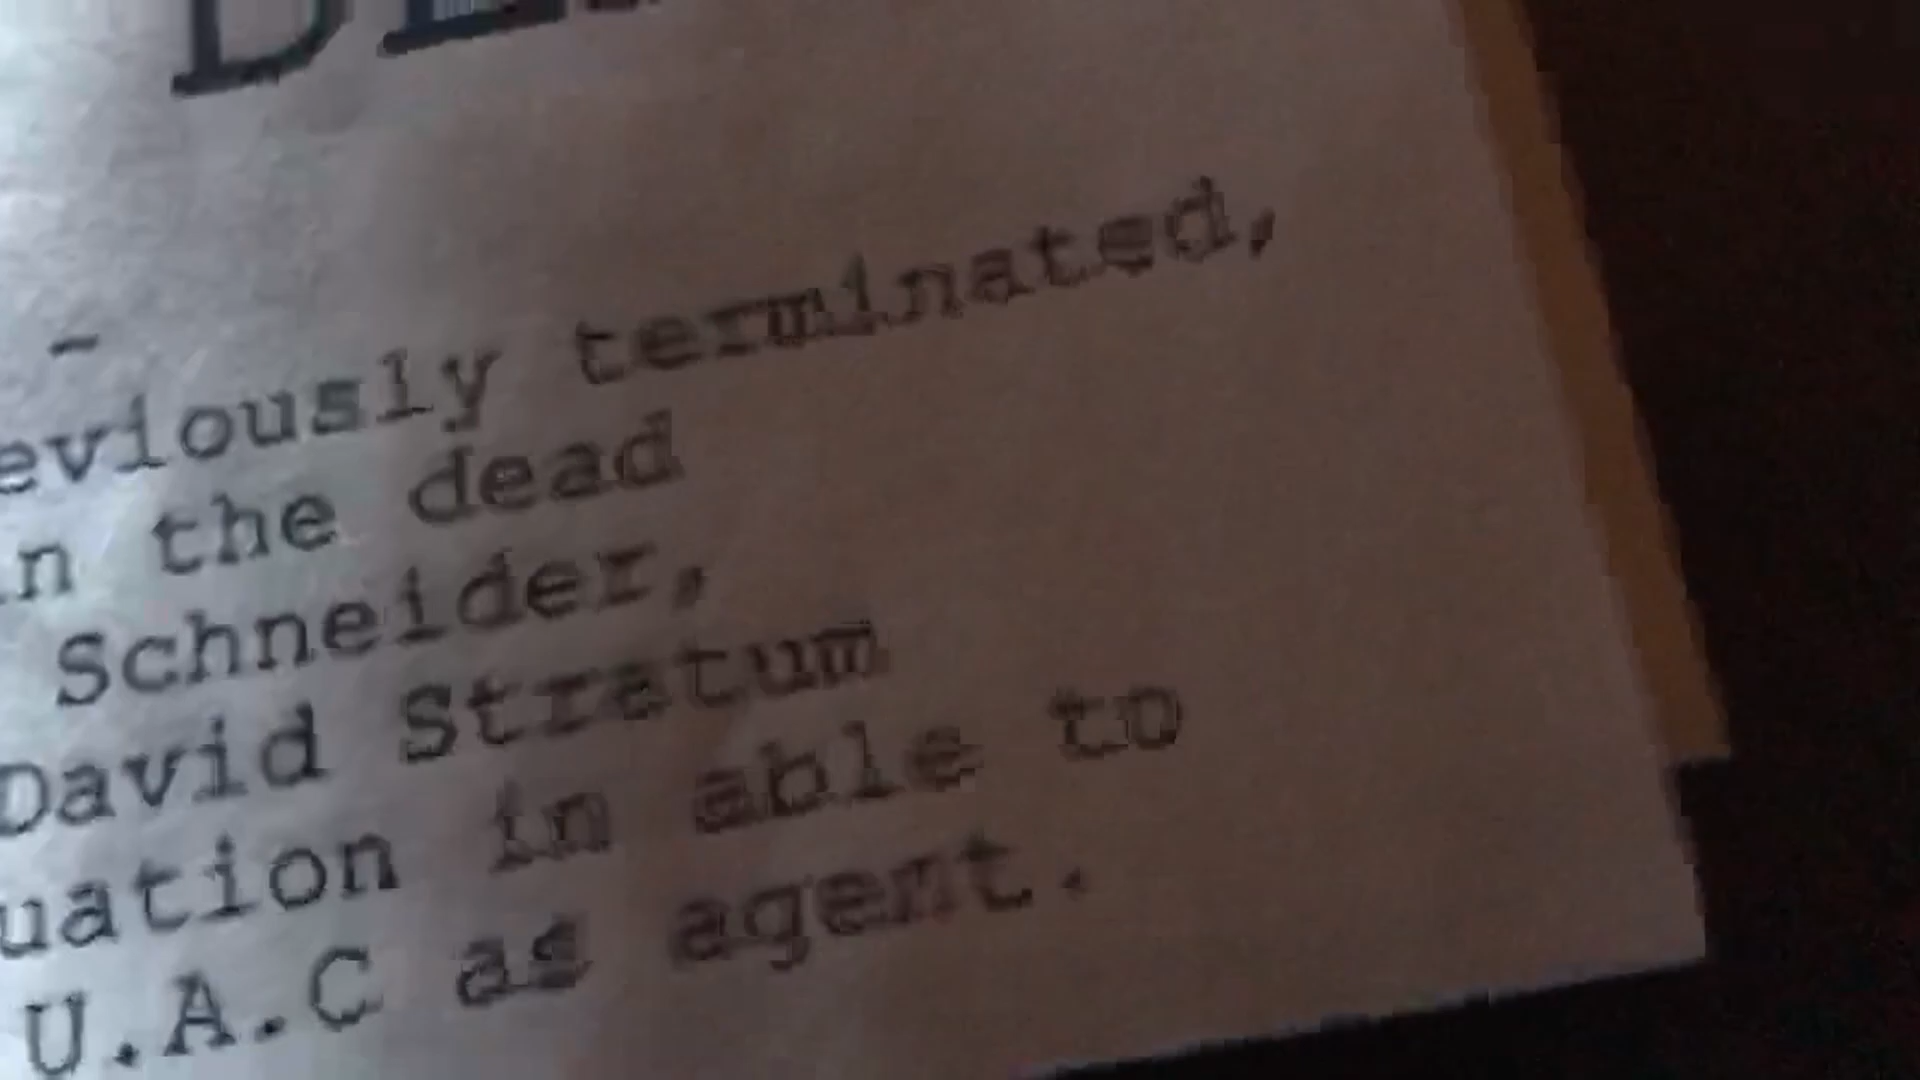 -
eviously terminated,
n the dead
Schneider,
David Stratum
uation in able to
U.A.C as agent.